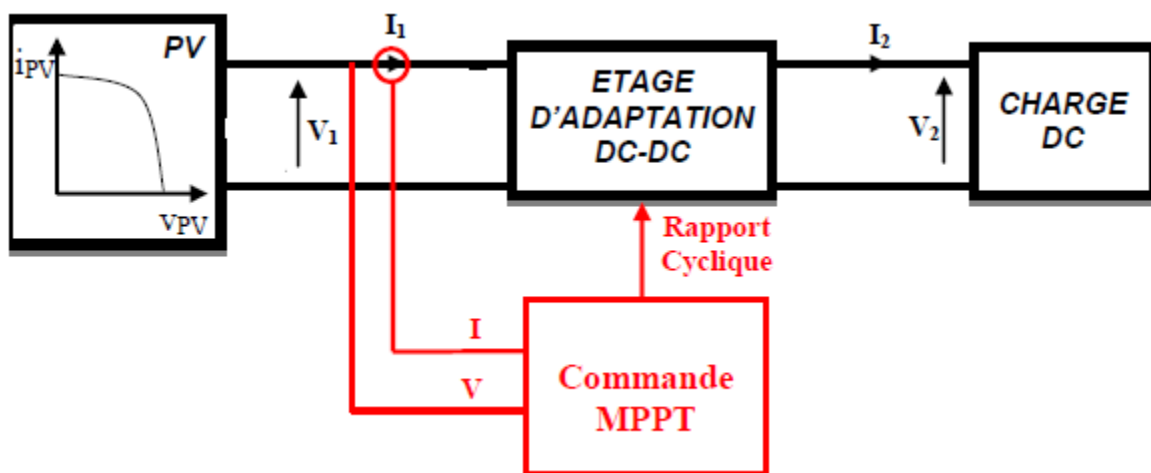 PV
iPV
vPV
I1
V1
ETAGE
D'ADAPTATION
DC-DC
I2
V2
CHARGE
DC
Rapport
Cyclique
I
V
Commande
MPPT